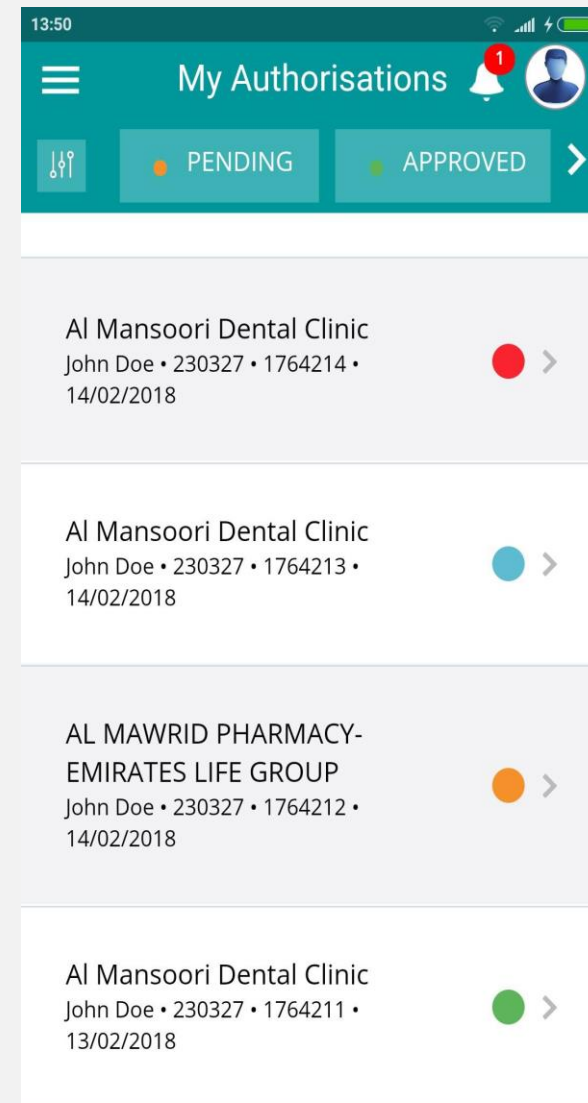 13:50
My Authorisations
1
PENDING
APPROVED
Al Mansoori Dental Clinic
John Doe • 230327 • 1764214 •
14/02/2018
Al Mansoori Dental Clinic
John Doe • 230327 • 1764213 •
14/02/2018
AL MAWRID PHARMACY-
EMIRATES LIFE GROUP
John Doe • 230327 • 1764212 •
14/02/2018
Al Mansoori Dental Clinic
John Doe • 230327 • 1764211 •
13/02/2018